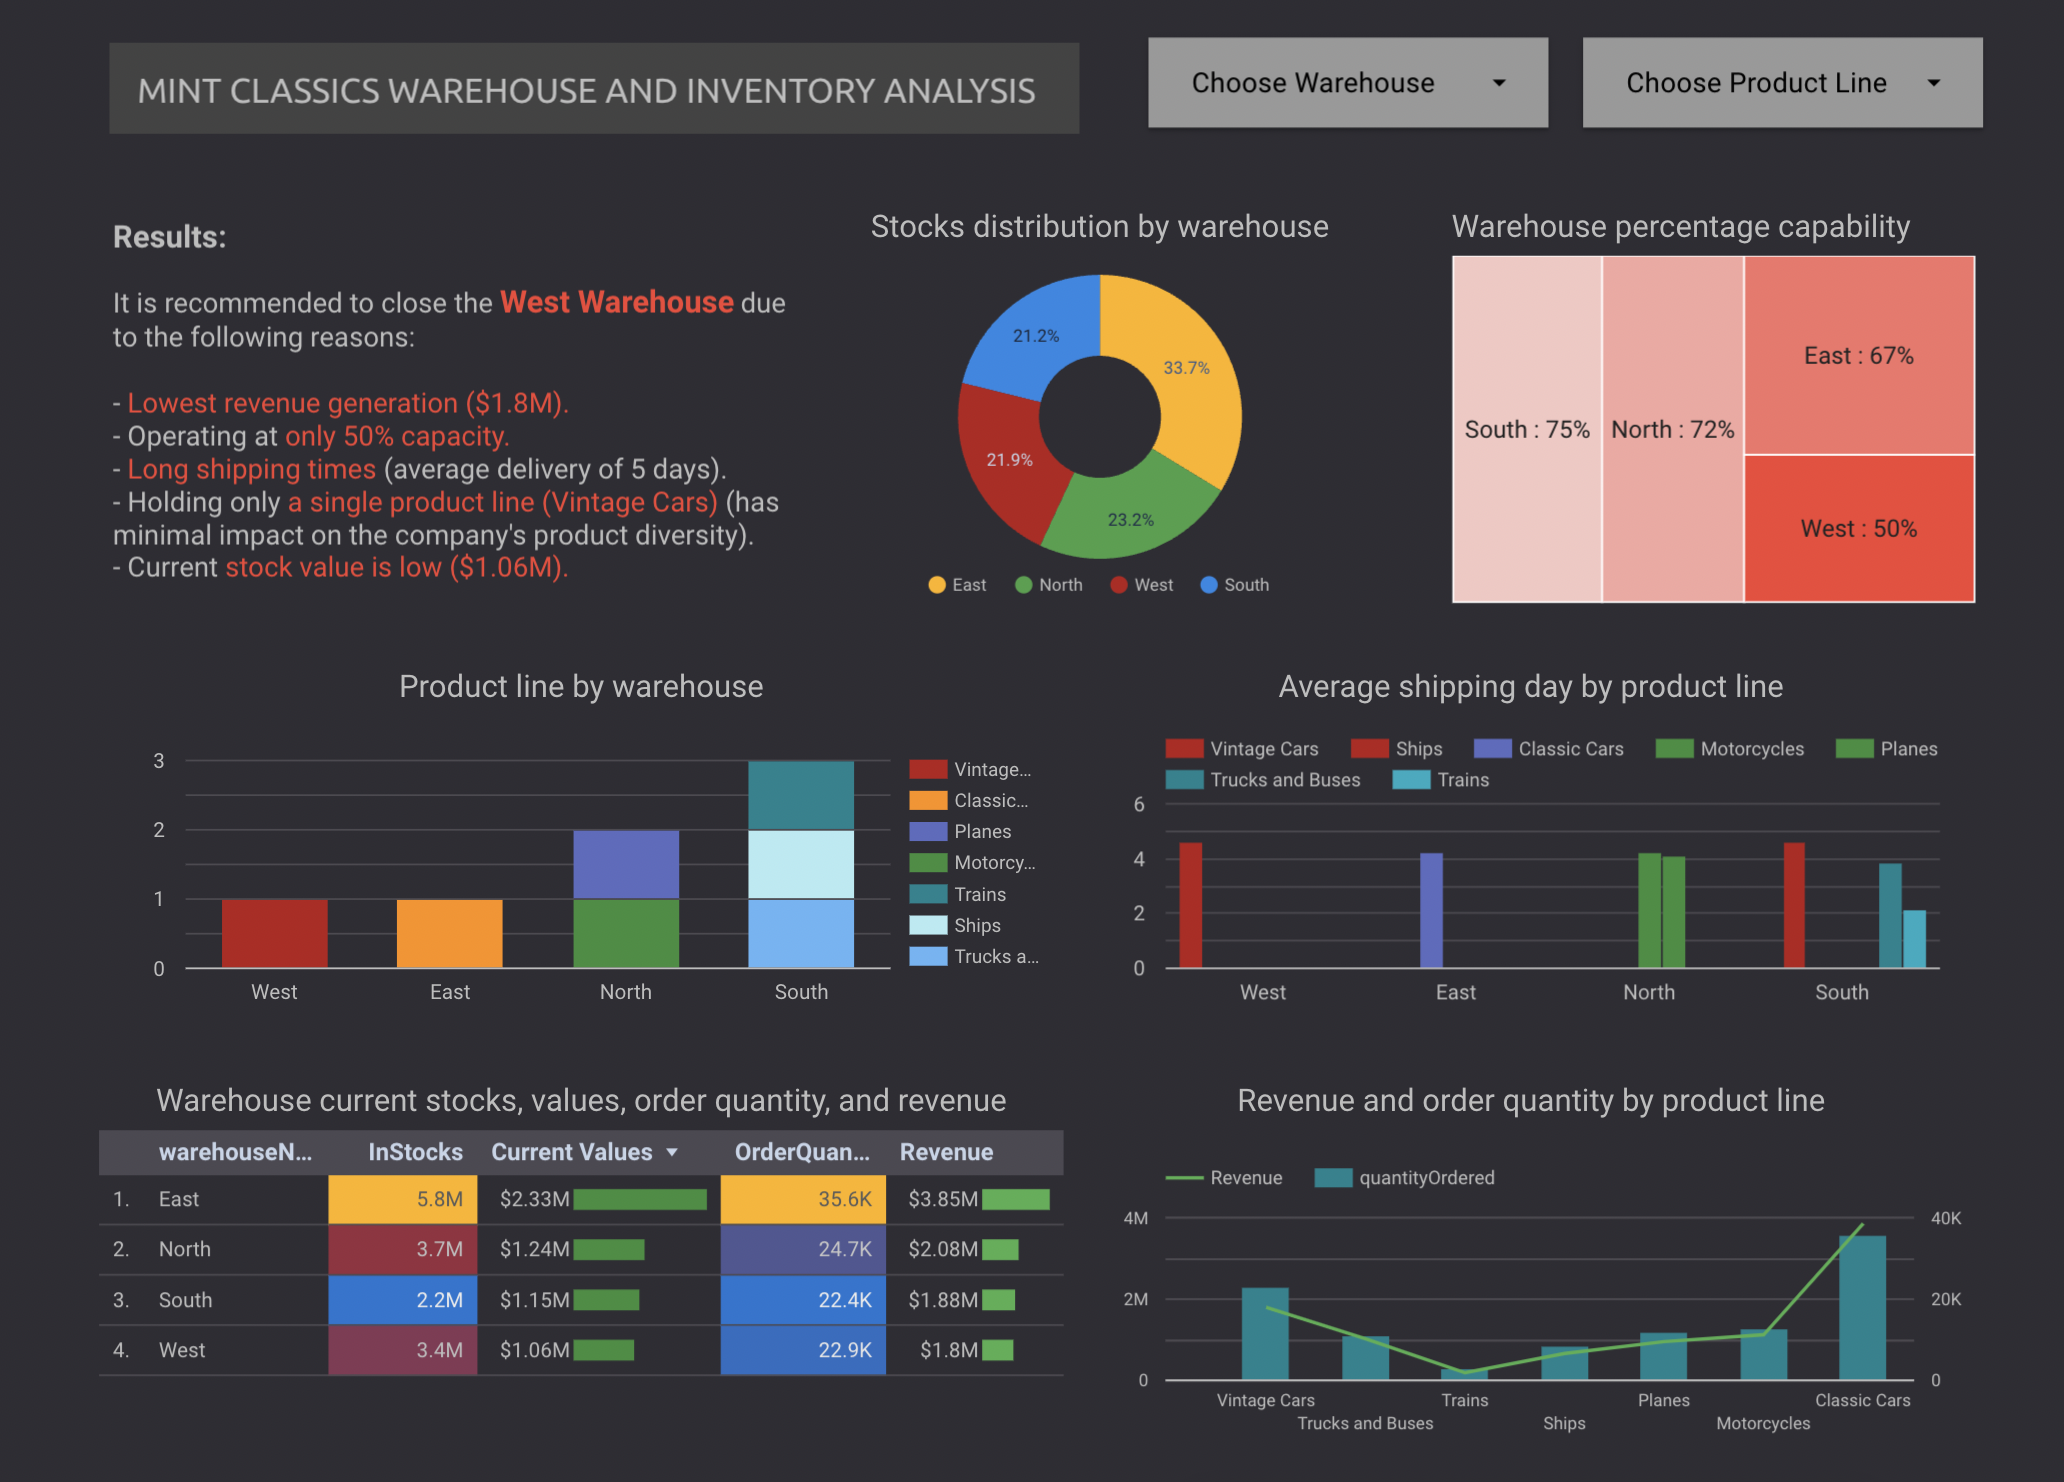 MINT CLASSICS WAREHOUSE AND INVENTORY ANALYSIS
Choose Warehouse
Choose Product Line
Results:
It is recommended to close the West Warehouse due
to the following reasons:
- Lowest revenue generation ($1.8M).
- Operating at only 50% capacity.
- Long shipping times (average delivery of 5 days).
- Holding only a single product line (Vintage Cars) (has
minimal impact on the company's product diversity).
- Current stock value is low ($1.06M).
Stocks distribution by warehouse
21.2%
33.7%
21.9%
23.2%
East North West South
Warehouse percentage capability
South : 75%
North : 72%
East : 67%
West : 50%
Product line by warehouse
3
2
1
0
West East North South
Vintage...
Classic...
Planes
Motorcy...
Trains
Ships
Trucks a...
Average shipping day by product line
Vintage Cars Ships Classic Cars Motorcycles Planes
Trucks and Buses Trains
6
4
2
0
West East North South
Warehouse current stocks, values, order quantity, and revenue
warehouseN... InStocks Current Values OrderQuan... Revenue
1. East 5.8M $2.33M 35.6K $3.85M
2. North 3.7M $1.24M 24.7K $2.08M
3. South 2.2M $1.15M 22.4K $1.88M
4. West 3.4M $1.06M 22.9K $1.8M
Revenue and order quantity by product line
Revenue quantityOrdered
4M 40K
2M 20K
0 0
Vintage Cars Trains Planes Classic Cars
Trucks and Buses Ships Motorcycles